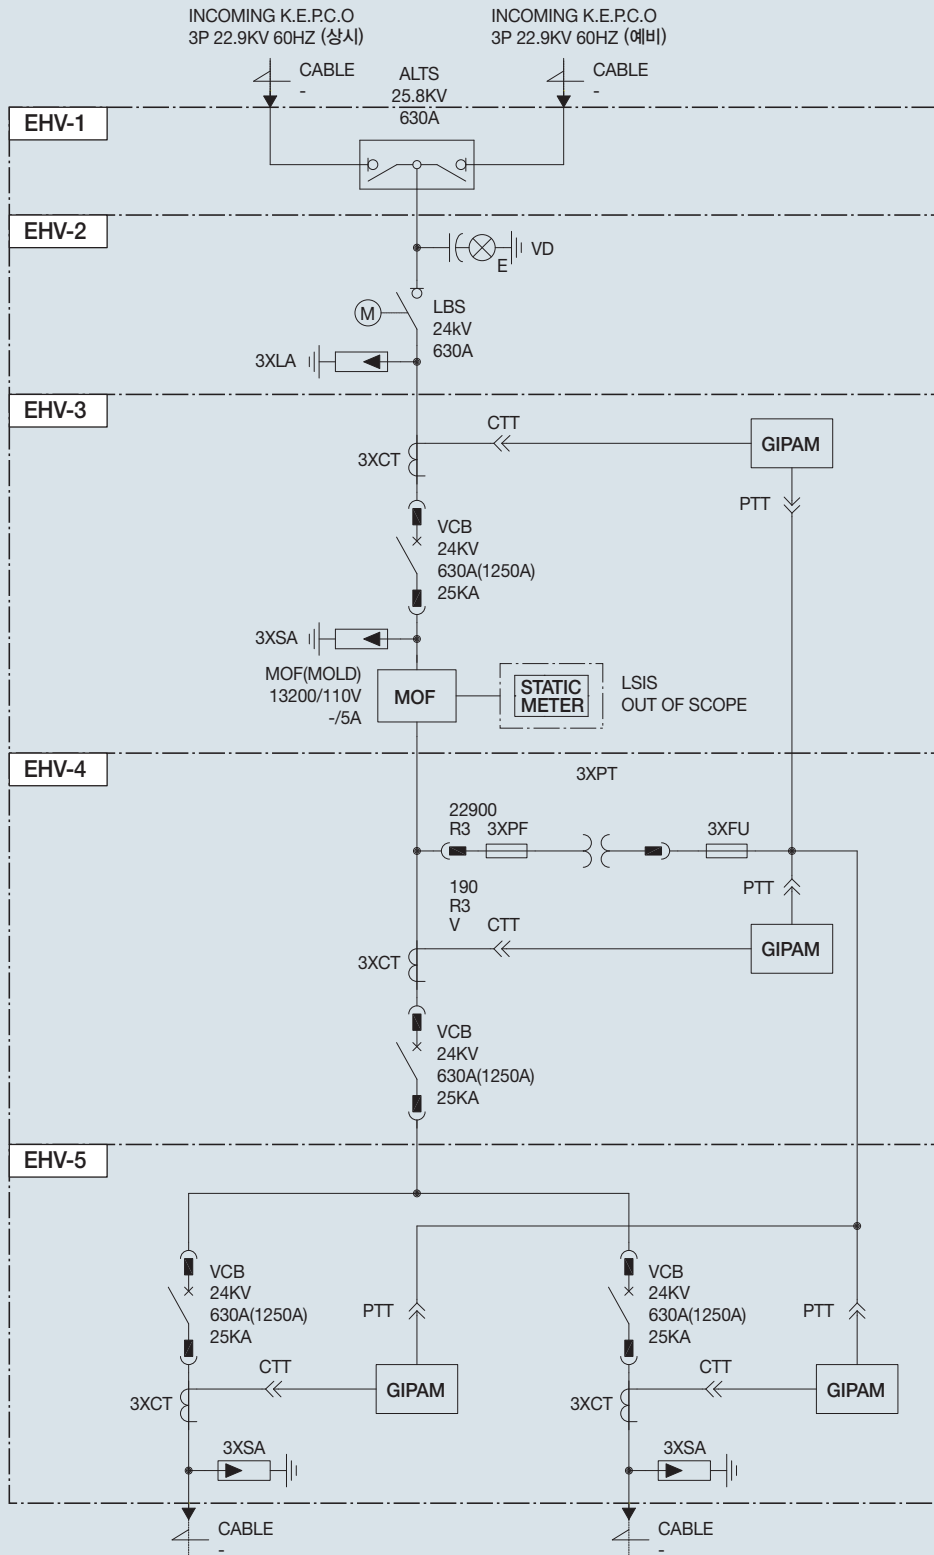 INCOMING K.E.P.C.O
3P 22.9KV 60HZ (상시)
INCOMING K.E.P.C.O
3P 22.9KV 60HZ (예비)
CABLE
-
ALTS
25.8KV
630A
CABLE
-
EHV-1
EHV-2
VD
E
M
LBS
24kV
630A
3XLA
EHV-3
CTT
GIPAM
3XCT
PTT
VCB
24KV
630A(1250A)
25KA
3XSA
MOF(MOLD)
13200/110V
-/5A
MOF
STATIC
METER
LSIS
OUT OF SCOPE
EHV-4
3XPT
22900
R3
3XPF
3XFU
190
R3
V
CTT
PTT
GIPAM
3XCT
VCB
24KV
630A(1250A)
25KA
EHV-5
VCB
24KV
630A(1250A)
25KA
PTT
VCB
24KV
630A(1250A)
25KA
PTT
CTT
GIPAM
3XCT
CTT
GIPAM
3XCT
3XSA
3XSA
CABLE
-
CABLE
-